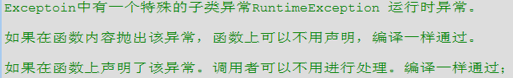 Exceptoin中有一个特殊的子类异常RuntimeException 运行时异常。
如果在函数内容抛出该异常，函数上可以不用声明，编译一样通过。
如果在函数上声明了该异常。调用者可以不用进行处理。编译一样通过；